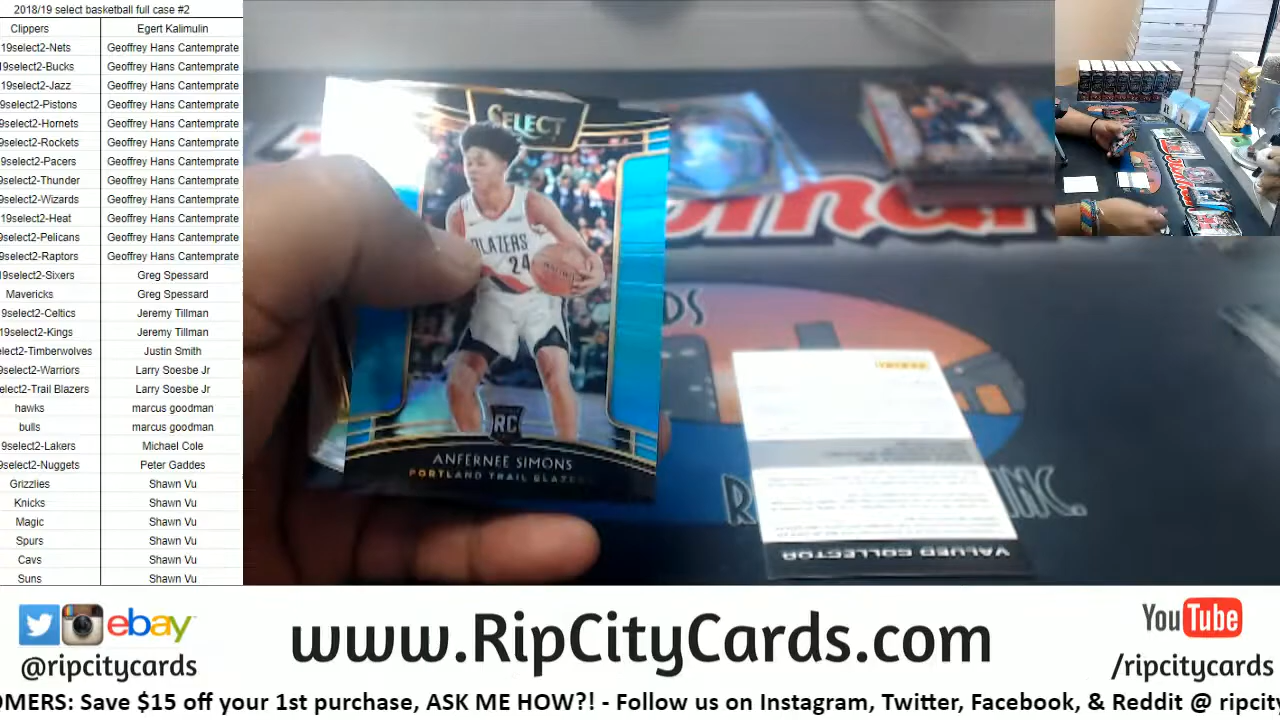 2018/19 select basketball full case #2
Clippers Egert Kalimulin
19select2-Nets Geoffrey Hans Cantemprate
19select2-Bucks Geoffrey Hans Cantemprate
19select2-Jazz Geoffrey Hans Cantemprate
9select2-Pistons Geoffrey Hans Cantemprate
9select2-Hornets Geoffrey Hans Cantemprate
9select2-Rockets Geoffrey Hans Cantemprate
9select2-Pacers Geoffrey Hans Cantemprate
9select2-Thunder Geoffrey Hans Cantemprate
9select2-Wizards Geoffrey Hans Cantemprate
19select2-Heat Geoffrey Hans Cantemprate
9select2-Pelicans Geoffrey Hans Cantemprate
9select2-Raptors Geoffrey Hans Cantemprate
19select2-Sixers Greg Spessard
Mavericks Greg Spessard
9select2-Celtics Jeremy Tillman
19select2-Kings Jeremy Tillman
elect2-Timberwolves Justin Smith
9select2-Warriors Larry Soesbe Jr
select2-Trail Blazers Larry Soesbe Jr
hawks marcus goodman
bulls marcus goodman
9select2-Lakers Michael Cole
9select2-Nuggets Peter Gaddes
Grizzlies Shawn Vu
Knicks Shawn Vu
Magic Shawn Vu
Spurs Shawn Vu
Cavs Shawn Vu
Suns Shawn Vu
SELECT
BLAZERS
24
RC
ANFERNEE SIMONS
PORTLAND TRAIL BLAZERS
DS
INC.
VALUED COLLECTOR
ebay
@ripcitycards
www.RipCityCards.com
YouTube
/ripcitycards
OMERS: Save $15 off your 1st purchase, ASK ME HOW?! - Follow us on Instagram, Twitter, Facebook, & Reddit @ ripcity